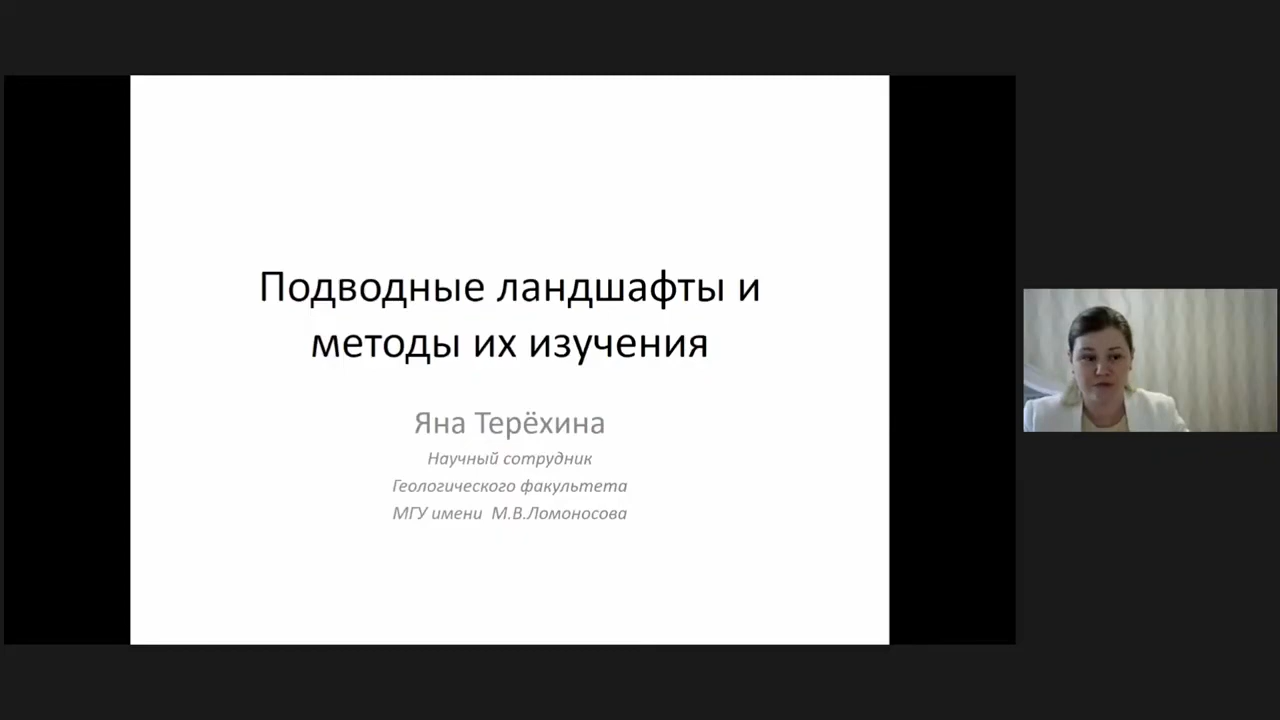 Подводные ландшафты и
методы их изучения
Яна Терёхина
Научный сотрудник
Геологического факультета
МГУ имени М.В.Ломоносова